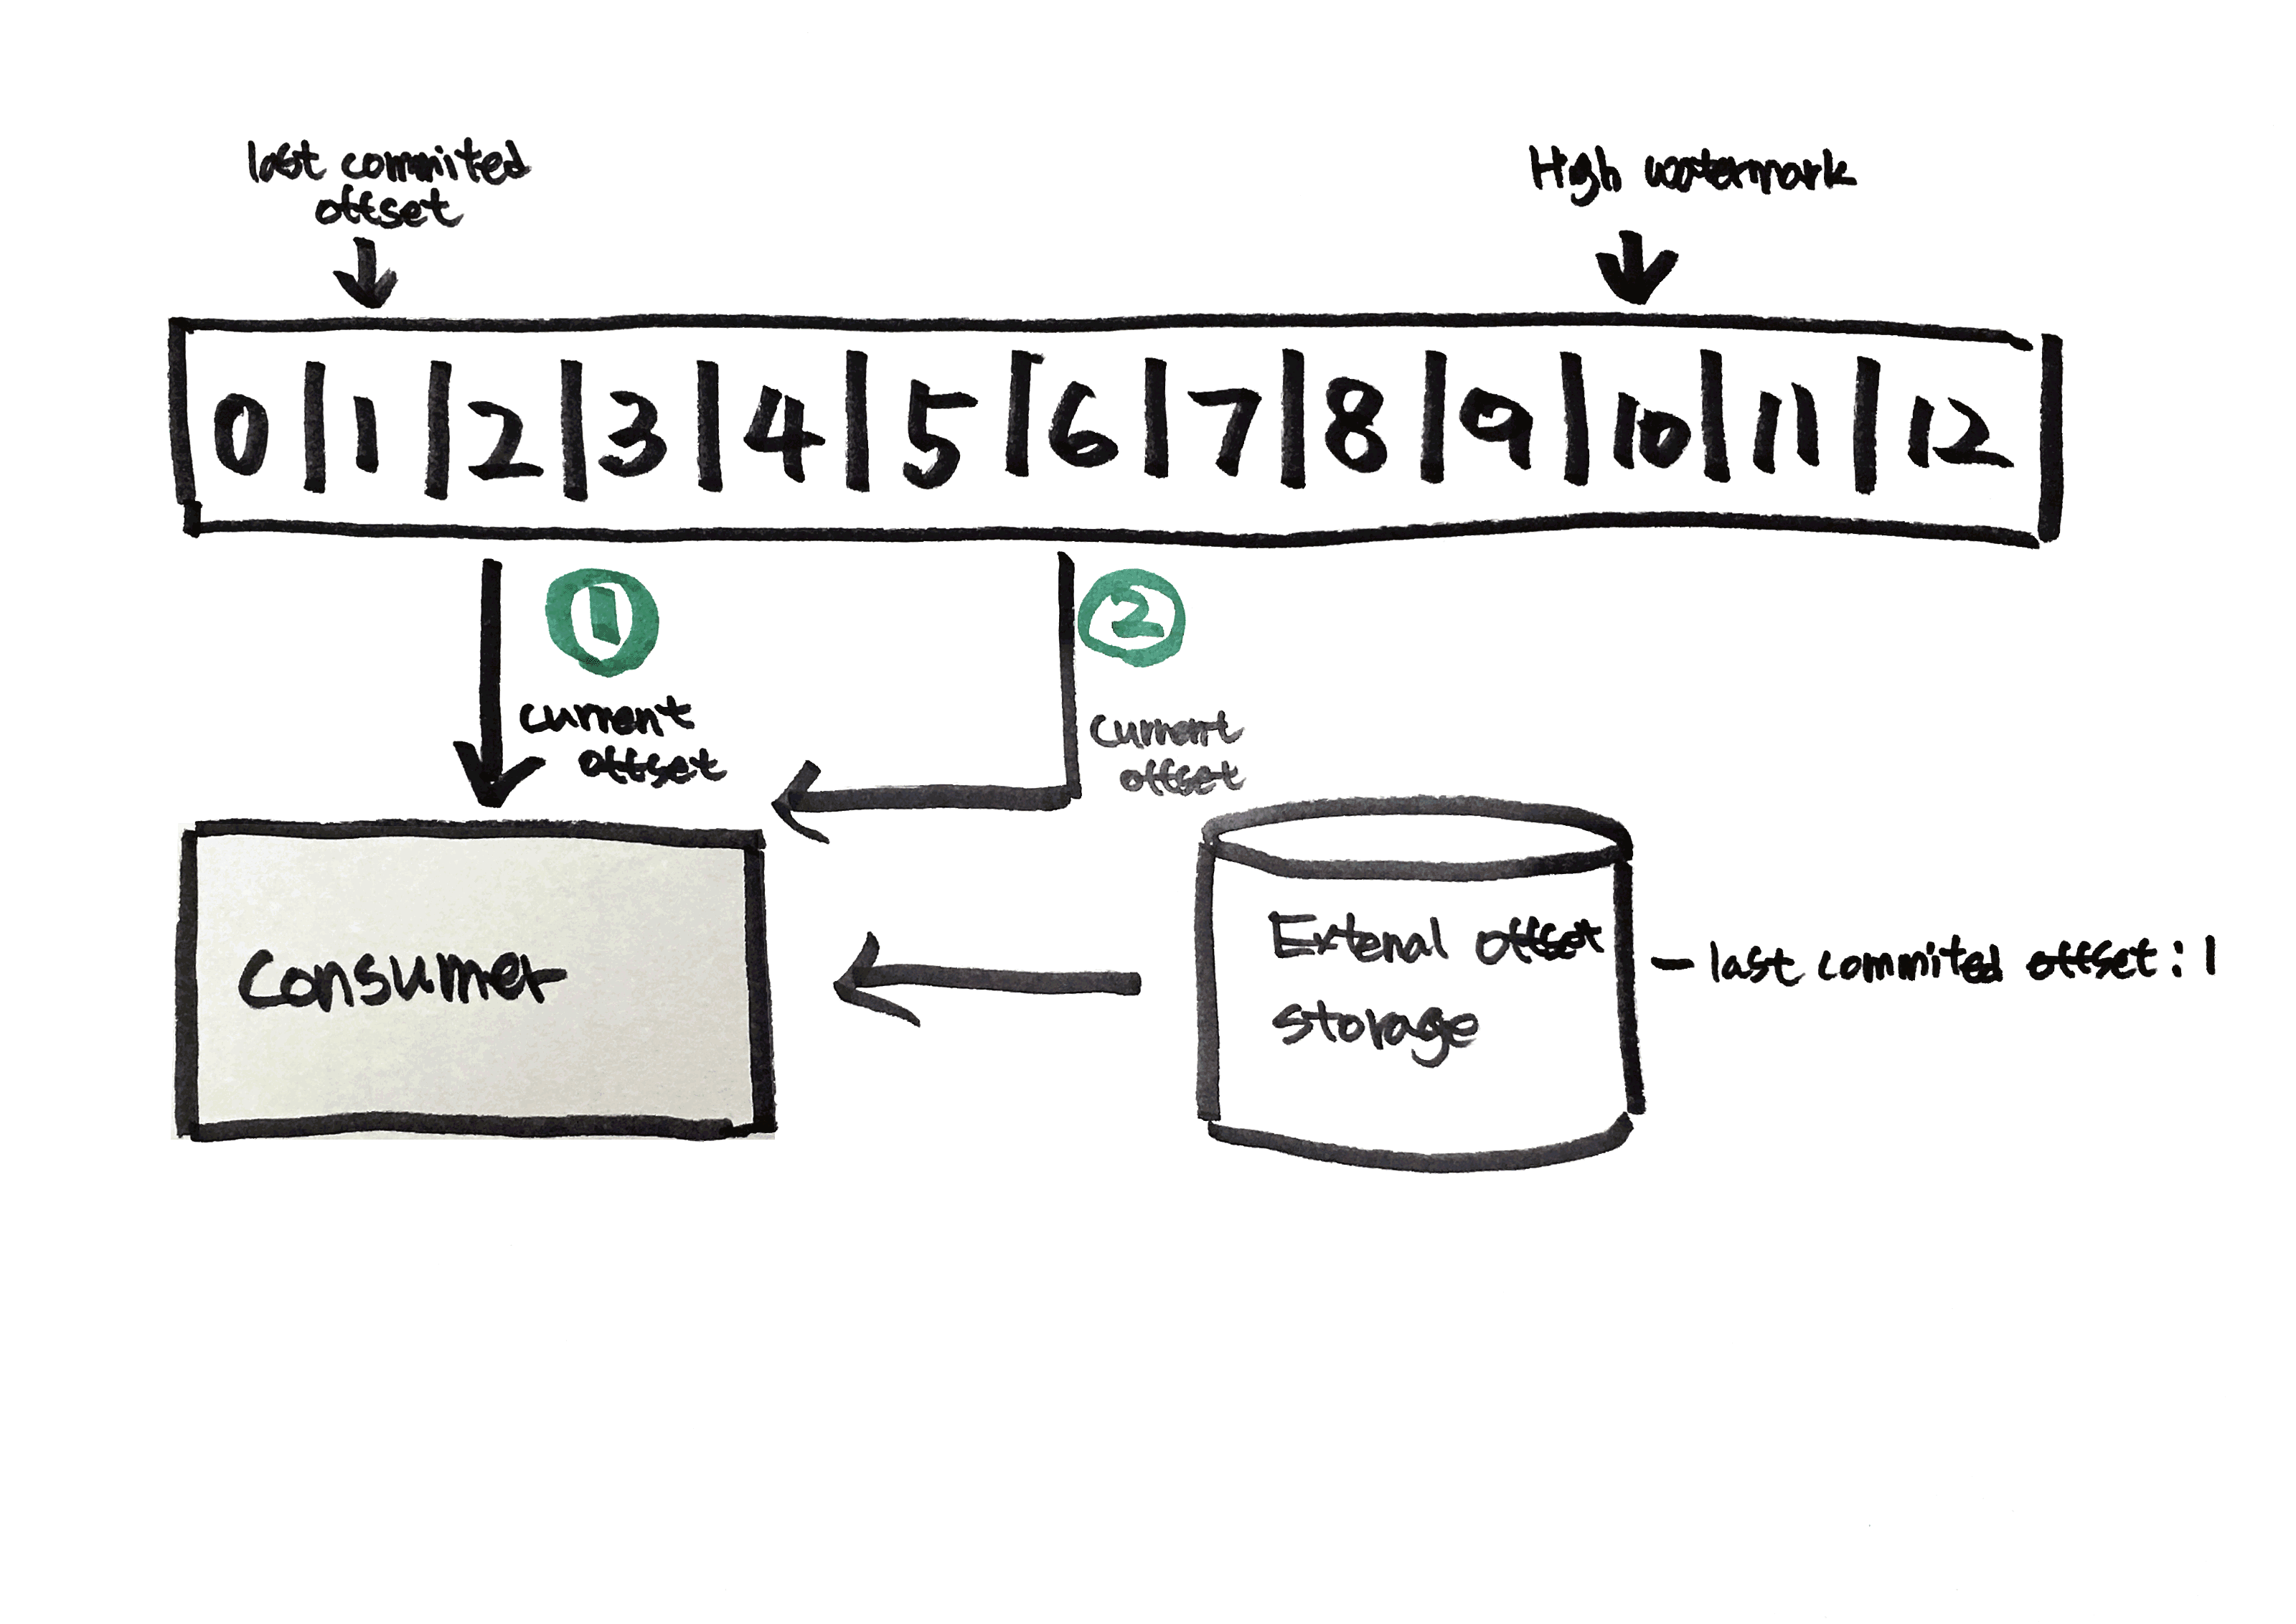 last commited
offset
High watermark
0 1 2 3 4 5 6 7 8 9 10 11 12
1
2
current
offset
current
offset
Consumer
Extenal offset
storage
- last commited offset : 1